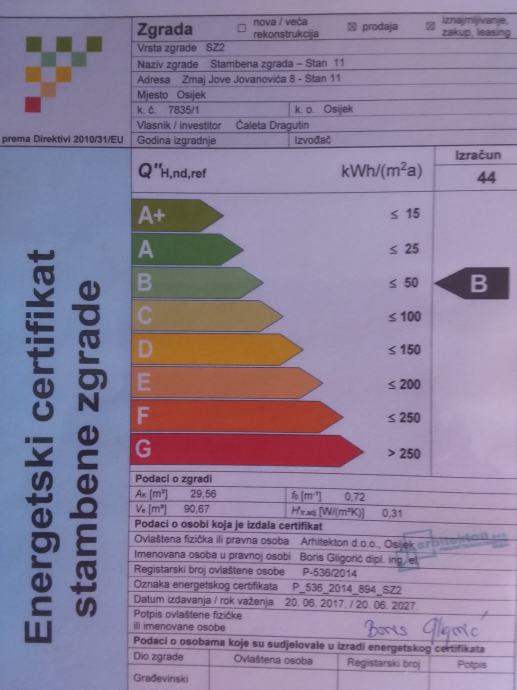 Zgrada ☐ nova / veća rekonstrukcija ☒ prodaja ☒ iznajmljivanje, zakup, leasing
Vrsta zgrade SZ2
Naziv zgrade Stambena zgrada – Stan 11
Adresa Zmaj Jove Jovanovića 8 - Stan 11
Mjesto Osijek
k. č. 7835/1 k. o. Osijek
Vlasnik / investitor Ćaleta Dragutin
Godina izgradnje Izvođač
prema Direktivi 2010/31/EU
Energetski certifikat
stambene zgrade
Q"H,nd,ref kWh/(m²a) Izračun
44
A+ ≤ 15
A ≤ 25
B ≤ 50 B
C ≤ 100
D ≤ 150
E ≤ 200
F ≤ 250
G > 250
Podaci o zgradi
AK [m²] 29,56 f0 [m-1] 0,72
Ve [m³] 90,67 H'tr,adj [W/(m²K)] 0,31
Podaci o osobi koja je izdala certifikat
Ovlaštena fizička ili pravna osoba Arhitekton d.o.o., Osijek
Imenovana osoba u pravnoj osobi Boris Gligorić dipl. ing. el
Registarski broj ovlaštene osobe P-536/2014
Oznaka energetskog certifikata P_536_2014_894_SZ2
Datum izdavanja / rok važenja 20. 06. 2017. / 20. 06. 2027.
Potpis ovlaštene fizičke
ili imenovane osobe Boris Gligorić
Podaci o osobama koje su sudjelovale u izradi energetskog certifikata
Dio zgrade Ovlaštena osoba Registarski broj Potpis
Građevinski